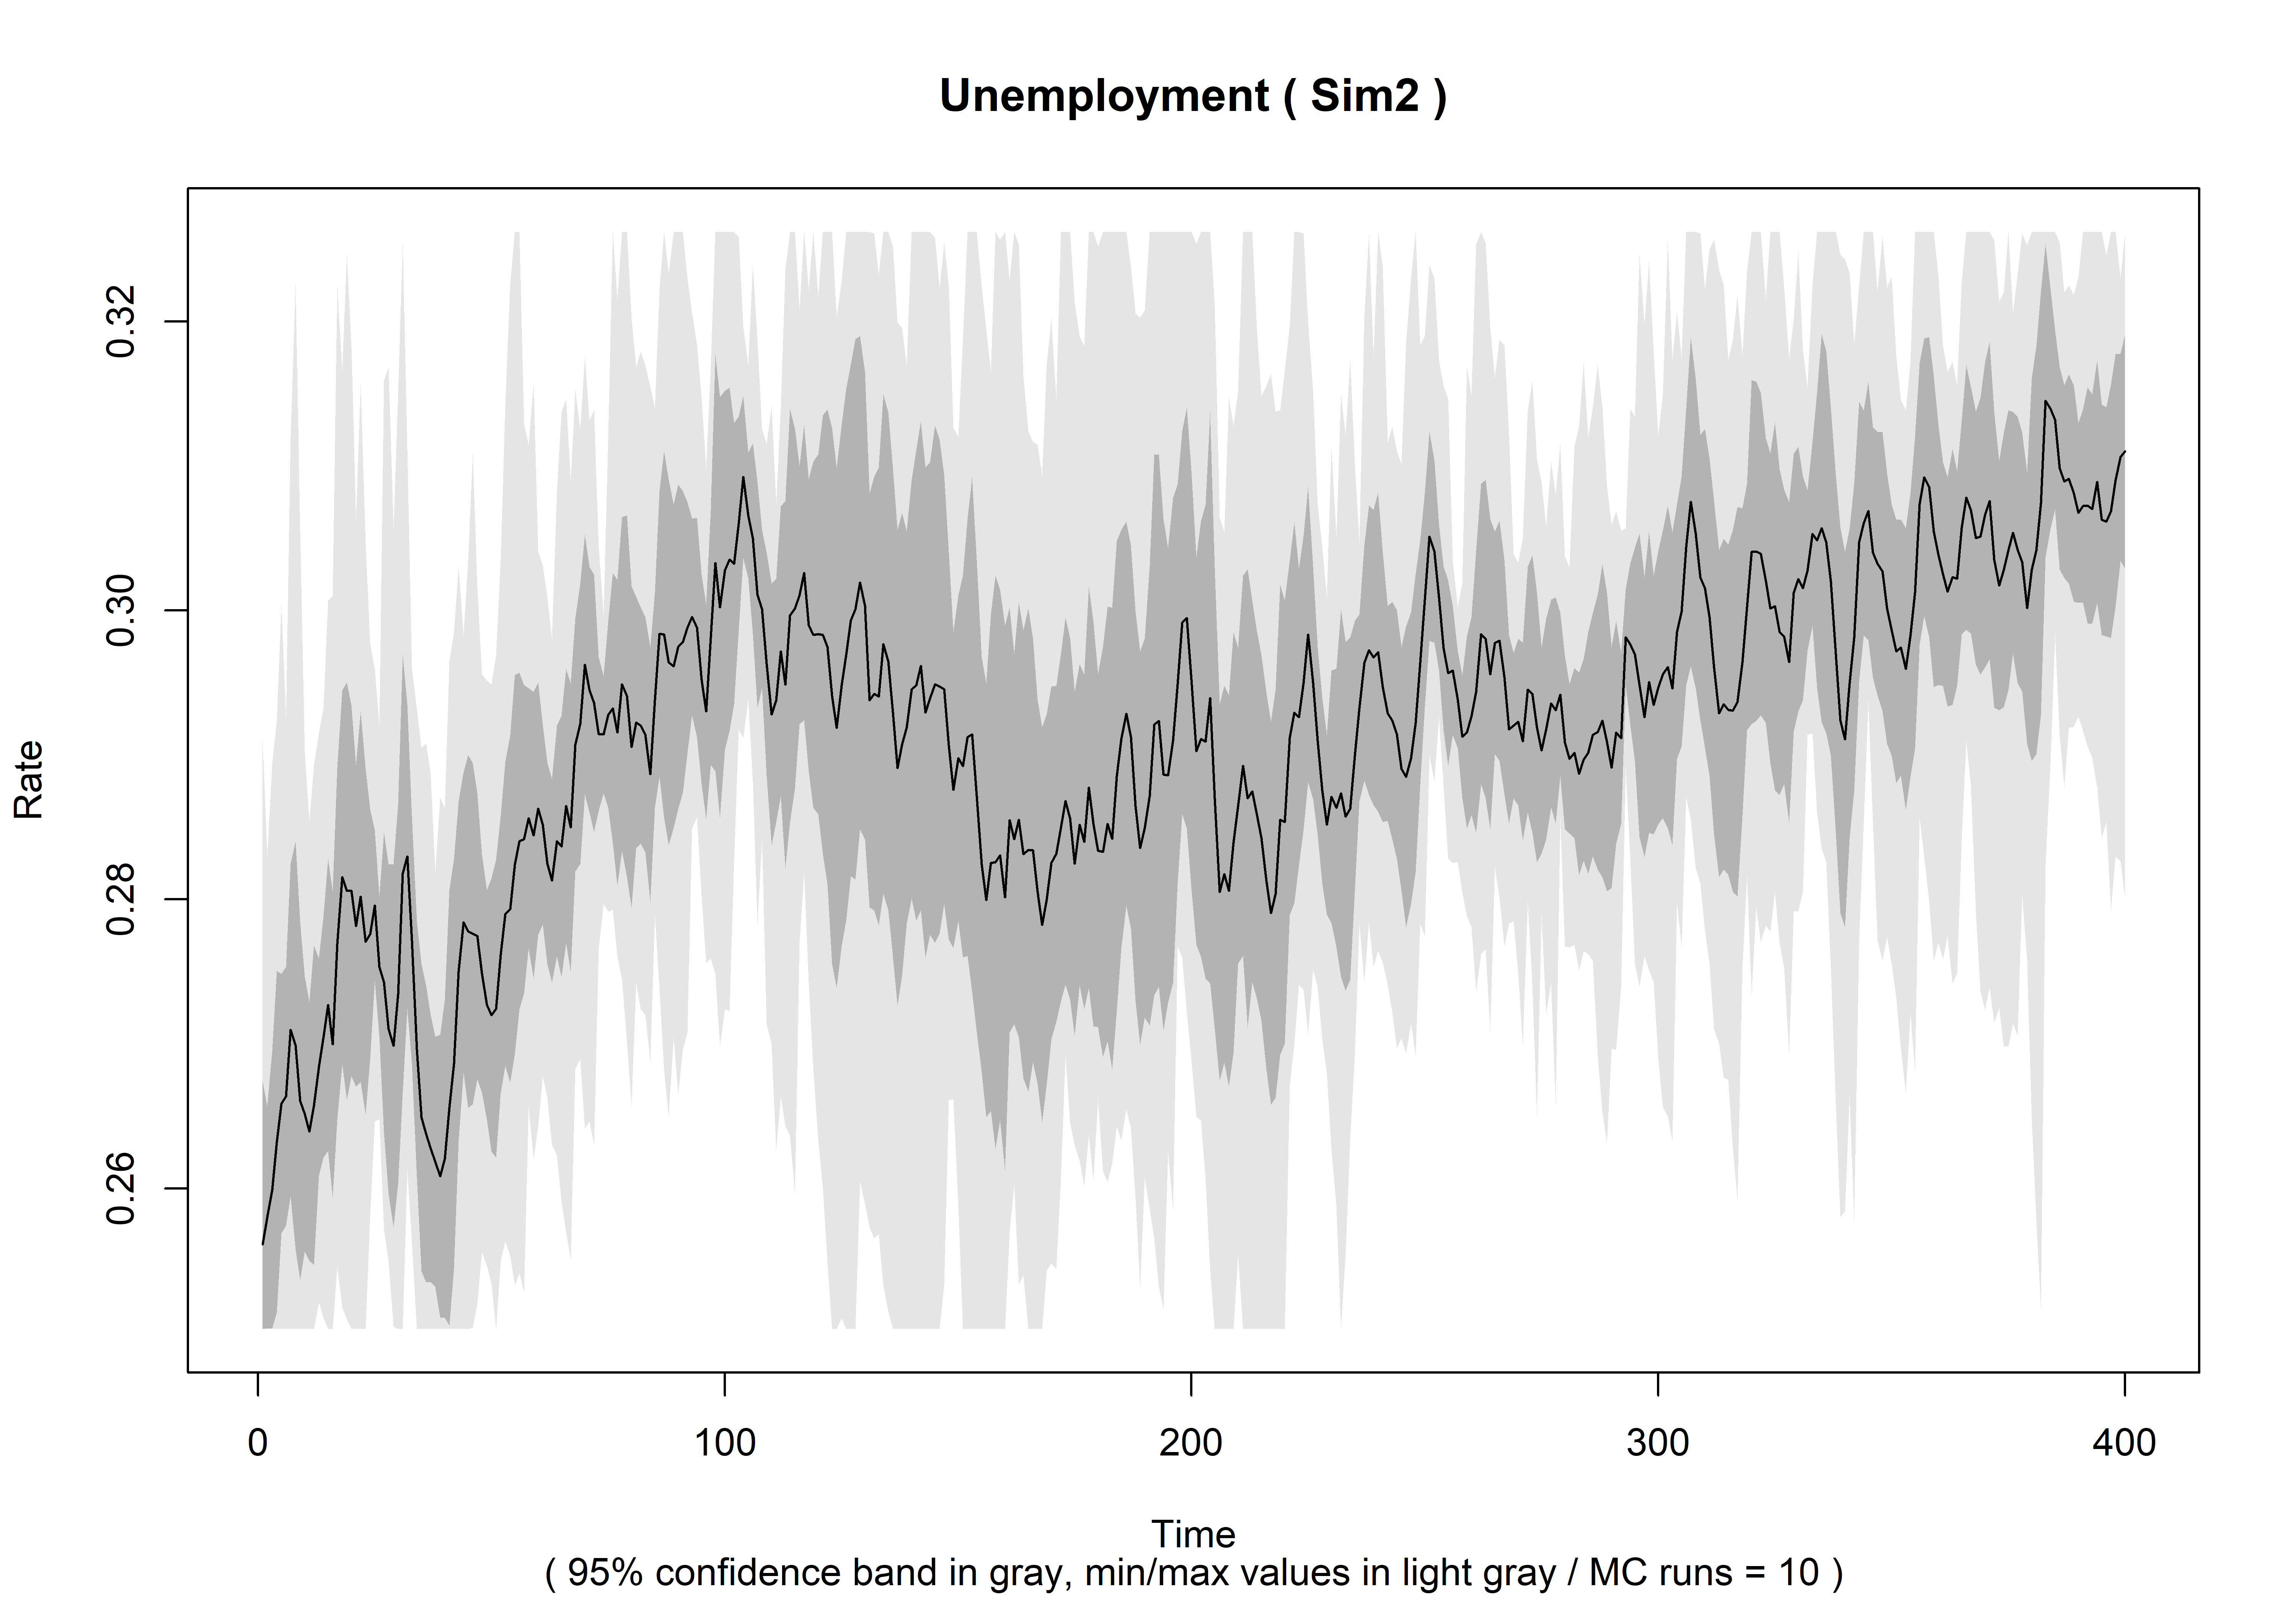 Unemployment ( Sim2 )
Rate
0.32
0.30
0.28
0.26
0 100 200 300 400
Time
( 95% confidence band in gray, min/max values in light gray / MC runs = 10 )